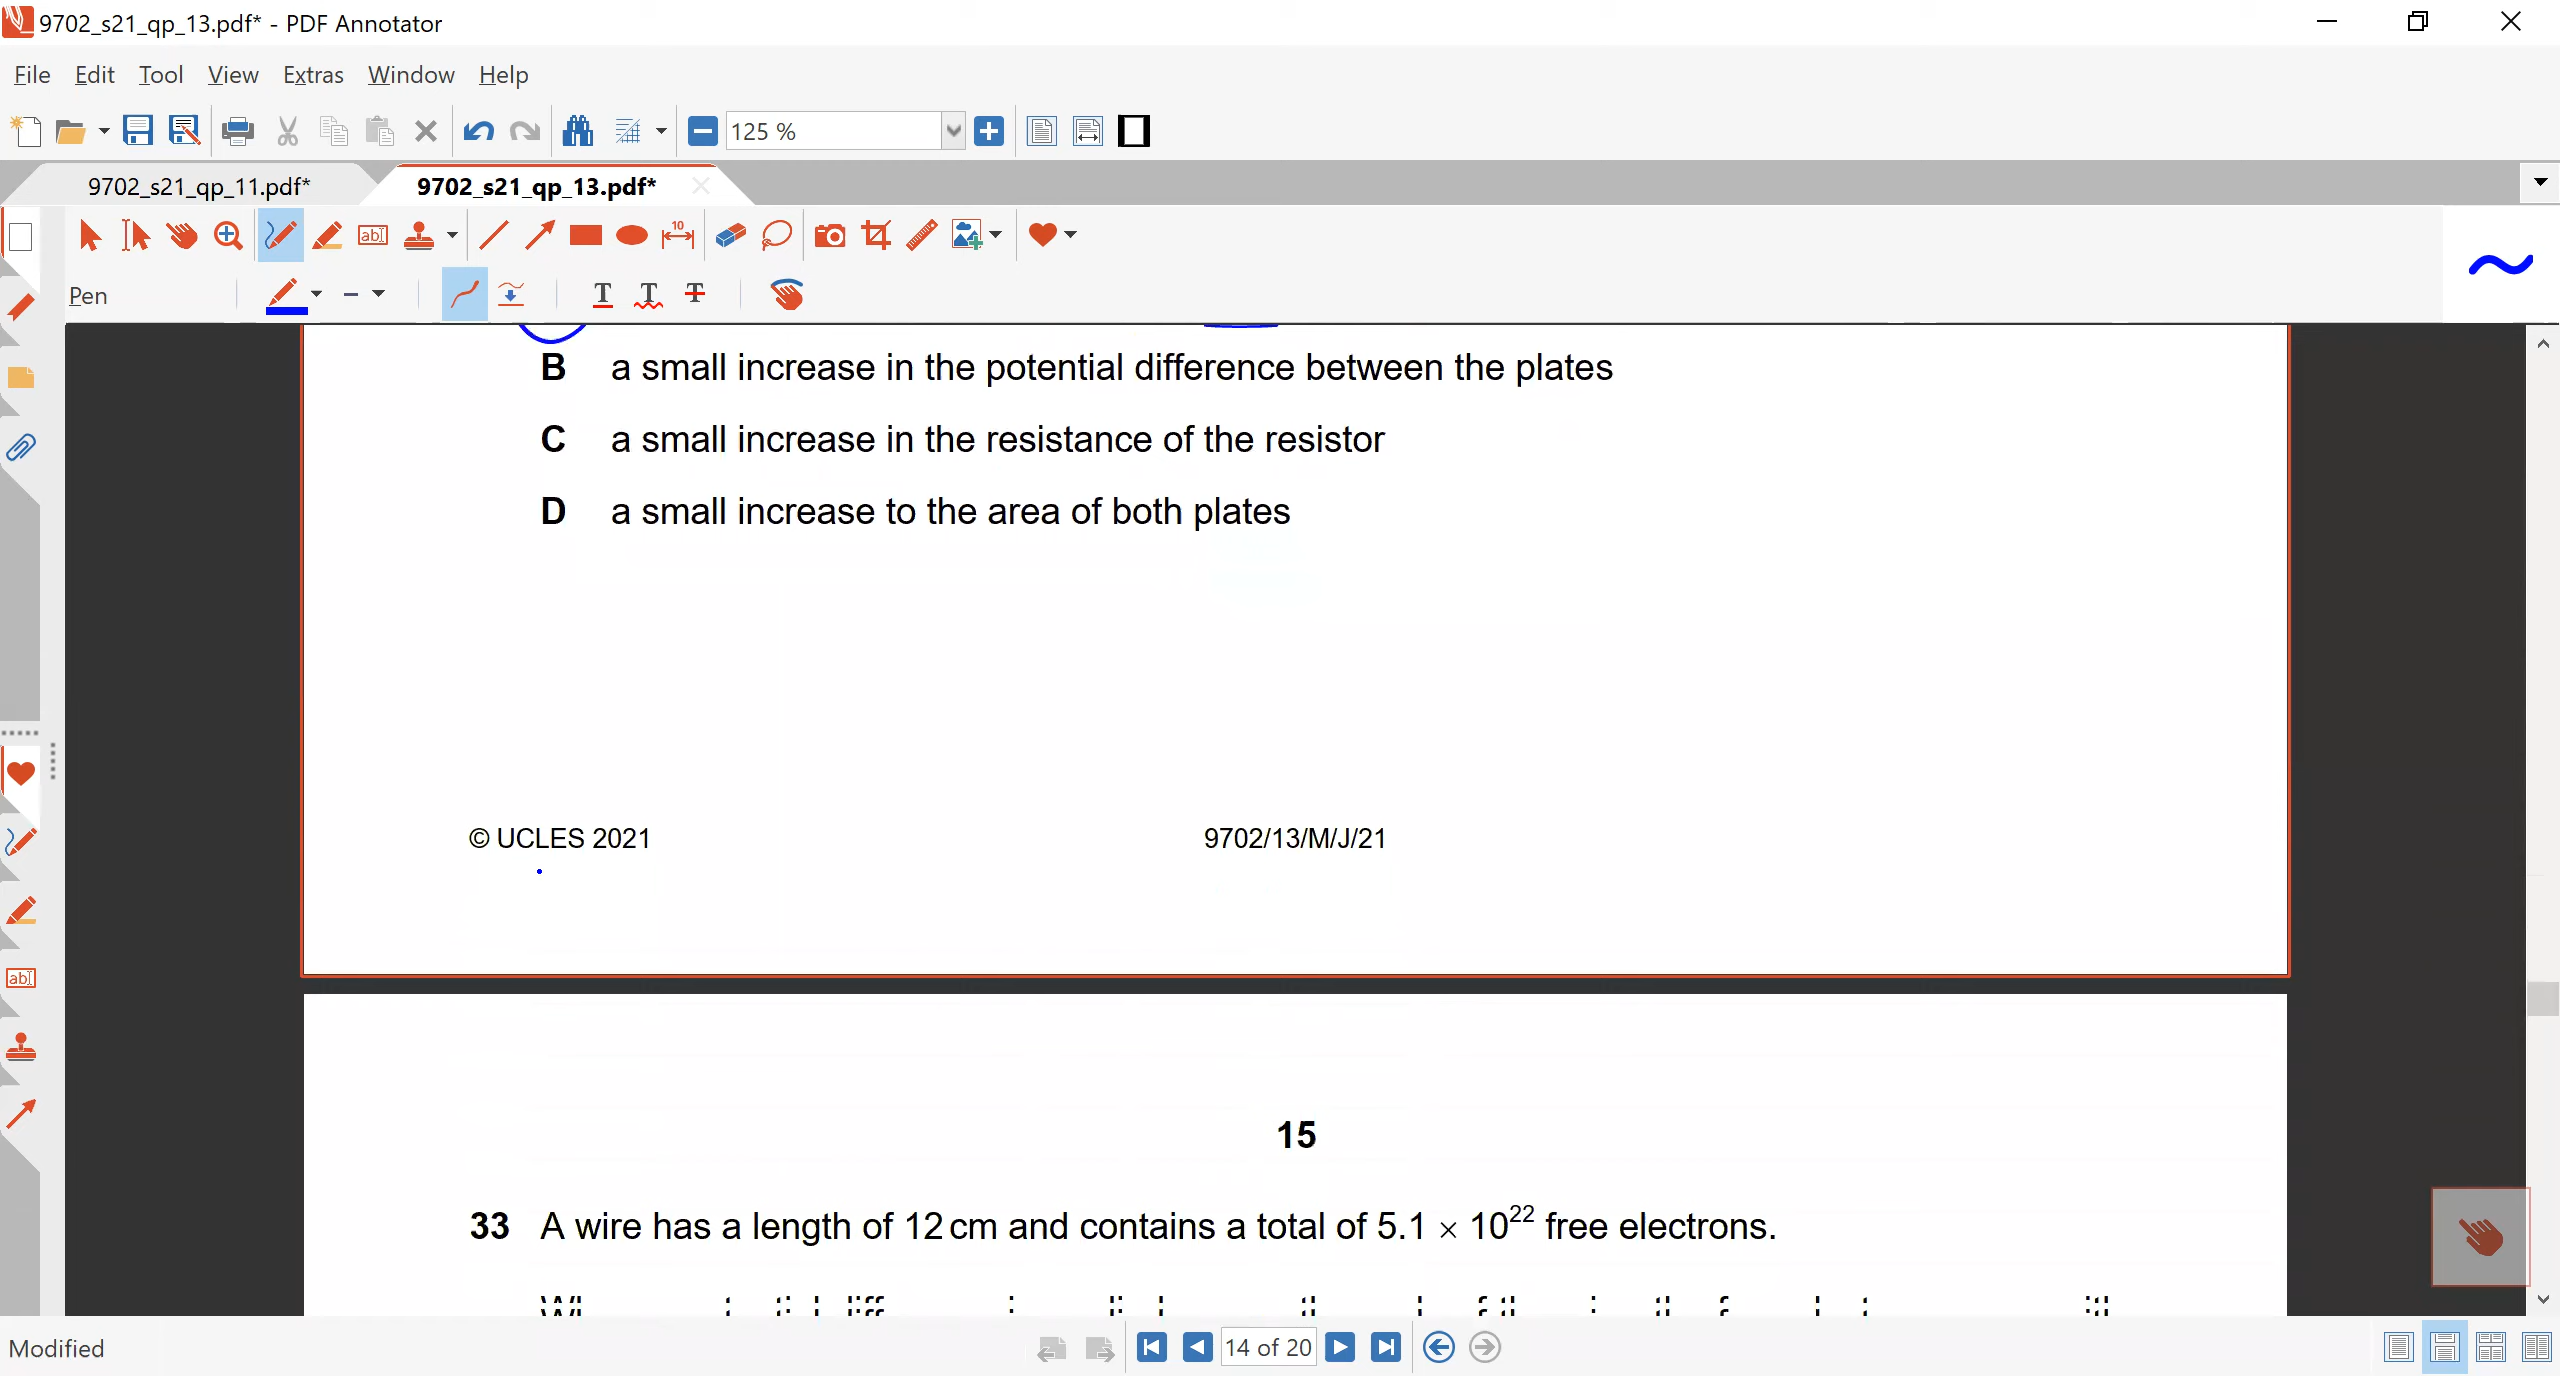 9702_s21_qp_13.pdf* - PDF Annotator
File Edit Tool View Extras Window Help
125 %
9702_s21_qp_11.pdf* 9702_s21_qp_13.pdf*
Pen
B a small increase in the potential difference between the plates
C a small increase in the resistance of the resistor
D a small increase to the area of both plates
© UCLES 2021 9702/13/M/J/21
15
33 A wire has a length of 12 cm and contains a total of 5.1 × 10²² free electrons.
Modified 14 of 20